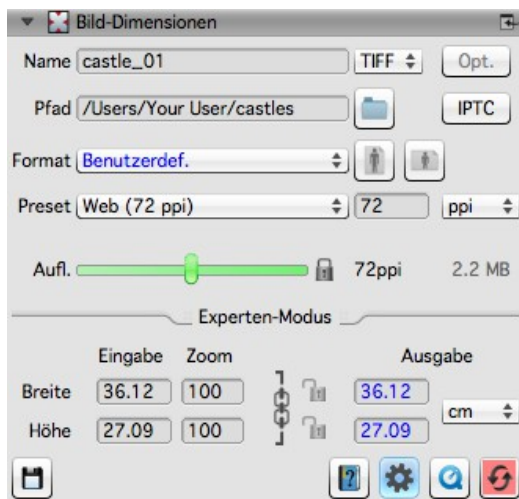 Bild-Dimensionen
Name castle_01 TIFF Opt.
Pfad /Users/Your User/castles IPTC
Format Benutzerdef.
Preset Web (72 ppi) 72 ppi
Aufl. 72ppi 2.2 MB
Experten-Modus
Eingabe Zoom Ausgabe
Breite 36.12 100 36.12
cm
Höhe 27.09 100 27.09
?